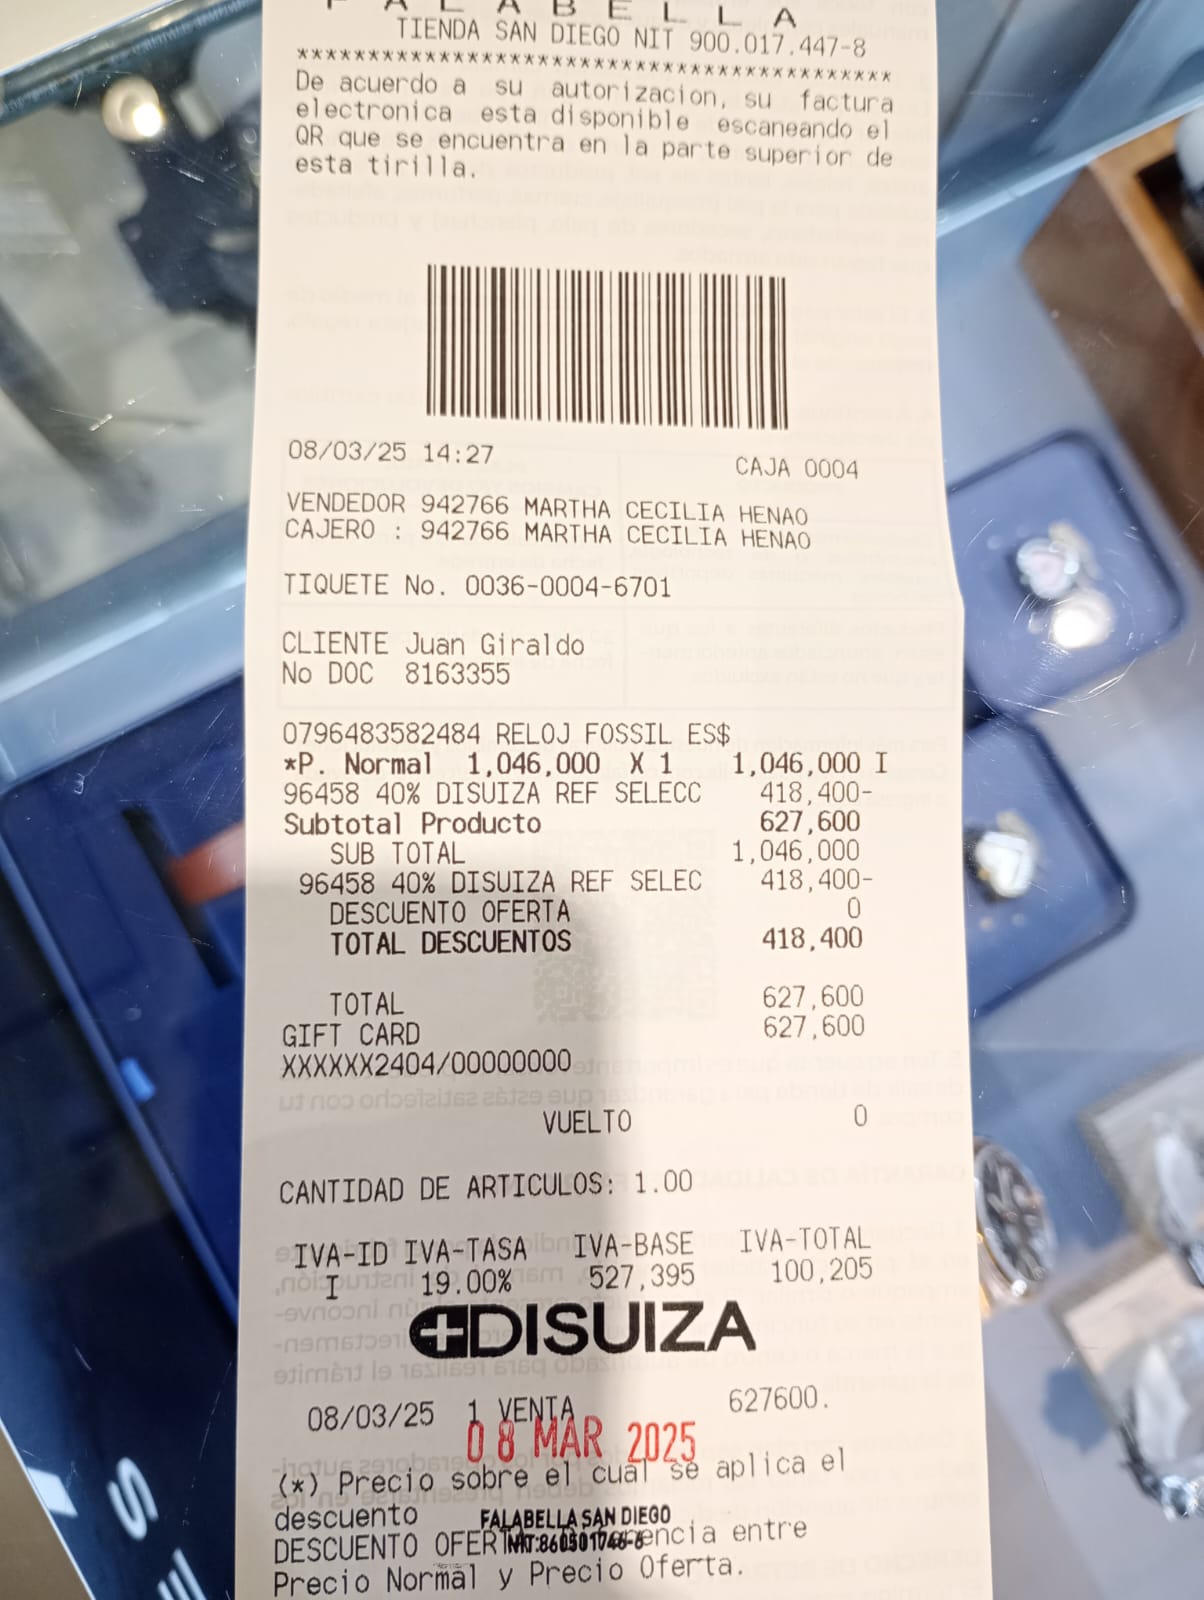 FALABELLA
TIENDA SAN DIEGO NIT 900.017.447-8
******************************************
De acuerdo a su autorizacion, su factura
electronica esta disponible escaneando el
QR que se encuentra en la parte superior de
esta tirilla.
08/03/25 14:27 CAJA 0004
VENDEDOR 942766 MARTHA CECILIA HENAO
CAJERO : 942766 MARTHA CECILIA HENAO
TIQUETE No. 0036-0004-6701
CLIENTE Juan Giraldo
No DOC 8163355
0796483582484 RELOJ FOSSIL ES$
*P. Normal 1,046,000 X 1 1,046,000 I
96458 40% DISUIZA REF SELECC 418,400-
Subtotal Producto 627,600
SUB TOTAL 1,046,000
96458 40% DISUIZA REF SELEC 418,400-
DESCUENTO OFERTA 0
TOTAL DESCUENTOS 418,400
TOTAL 627,600
GIFT CARD 627,600
XXXXXX2404/00000000
VUELTO 0
CANTIDAD DE ARTICULOS: 1.00
IVA-ID IVA-TASA IVA-BASE IVA-TOTAL
I 19.00% 527,395 100,205
DISUIZA
08/03/25 1 VENTA 627600.
08 MAR 2025
(*) Precio sobre el cual se aplica el
descuento
FALABELLA SAN DIEGO
DESCUENTO entre
Precio Normal y Precio Oferta.